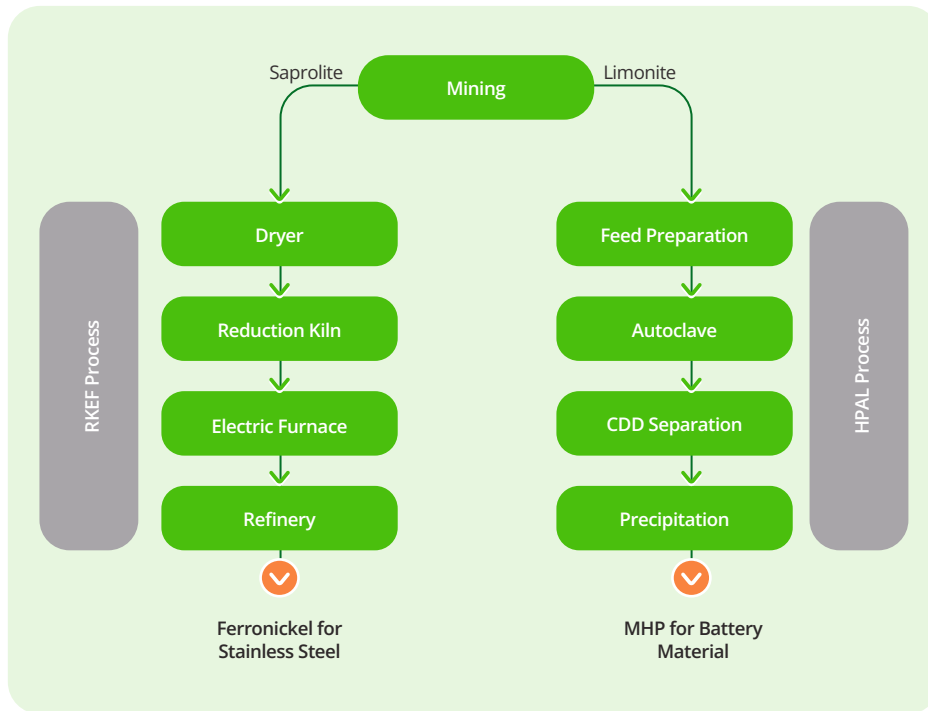 Saprolite
Mining
Limonite
RKEF Process
Dryer
Reduction Kiln
Electric Furnace
Refinery
Ferronickel for
Stainless Steel
Feed Preparation
Autoclave
CDD Separation
Precipitation
MHP for Battery
Material
HPAL Process